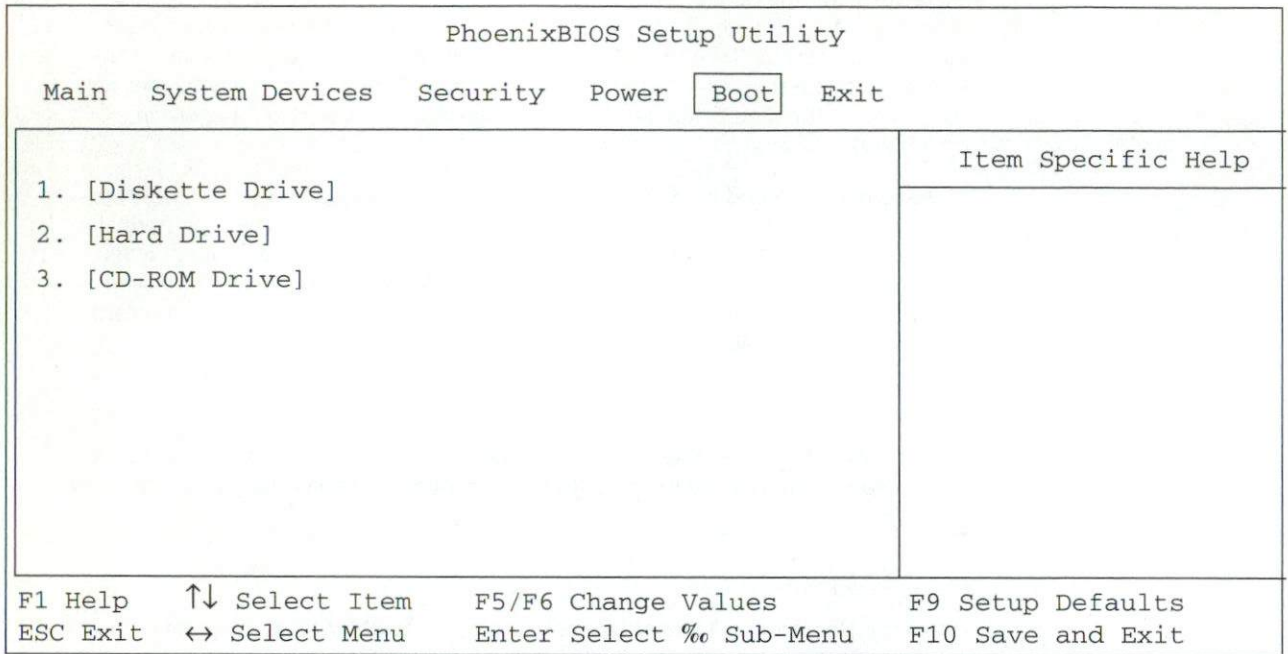 PhoenixBIOS Setup Utility
Main System Devices Security Power Boot Exit
Item Specific Help
1. [Diskette Drive]
2. [Hard Drive]
3. [CD-ROM Drive]
F1 Help ↑↓ Select Item F5/F6 Change Values F9 Setup Defaults
ESC Exit ↔ Select Menu Enter Select ‰ Sub-Menu F10 Save and Exit